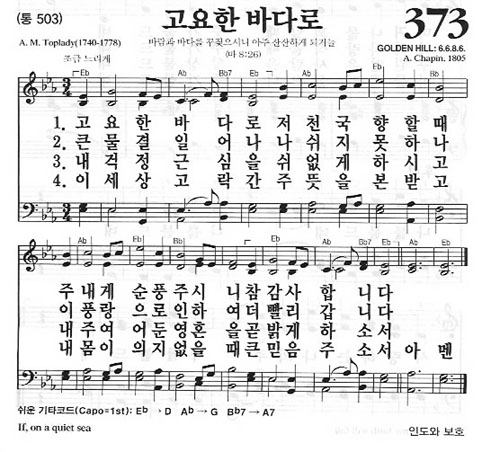 (통 503)
고요한 바다로
373
A. M. Toplady(1740-1778)
바람과 바다를 꾸짖으시니 아주 잔잔하게 되거늘
(마 8:26)
GOLDEN HILL: 6.6.8.6.
A. Chapin, 1805
조금 느리게
Eb Ab Bb7 Eb
1. 고요한 바 다로 저 천 국 향 할 때
2. 큰 물 결 일 어나 나 쉬 지 못 하 나
3. 내 걱 정 근 심을 쉬 없 게 하 시 고
4. 이 세 상 고 락간 주 뜻 을 본 받 고
Eb Ab Bb7 Eb Ab Eb
주 내게 순 풍 주 시 니 참 감 사 합 니 다
이 풍랑 으 로 인 하 여 더 빨 리 갑 니 다
내 주여 어 둔 영 혼 을 곧 밝 게 하 소 서
내 몸이 의 지 없 을 때 큰 믿 음 주 소 서 아 멘
쉬운 기타코드(Capo=1st): Eb → D Ab → G Bb7 → A7
If, on a quiet sea
인도와 보호